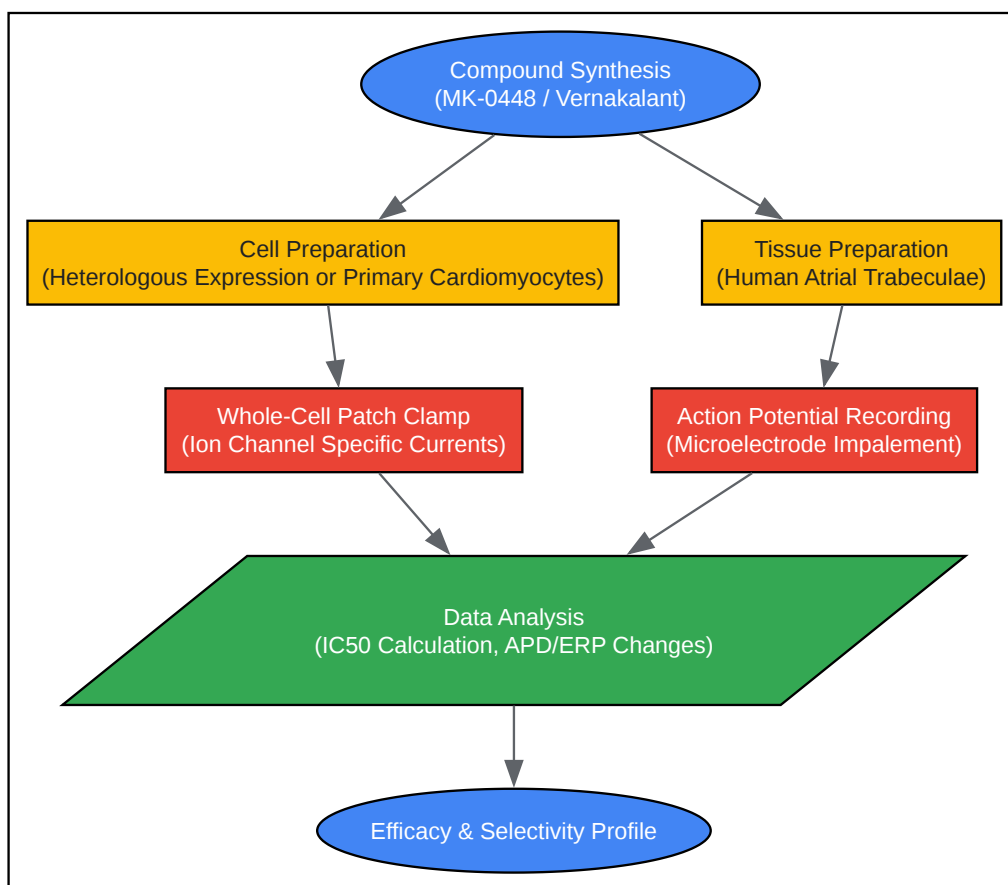 Compound Synthesis
(MK-0448 / Vernakalant)
Cell Preparation
(Heterologous Expression or Primary Cardiomyocytes)
Tissue Preparation
(Human Atrial Trabeculae)
Whole-Cell Patch Clamp
(Ion Channel Specific Currents)
Action Potential Recording
(Microelectrode Impalement)
Data Analysis
(IC50 Calculation, APD/ERP Changes)
Efficacy & Selectivity Profile